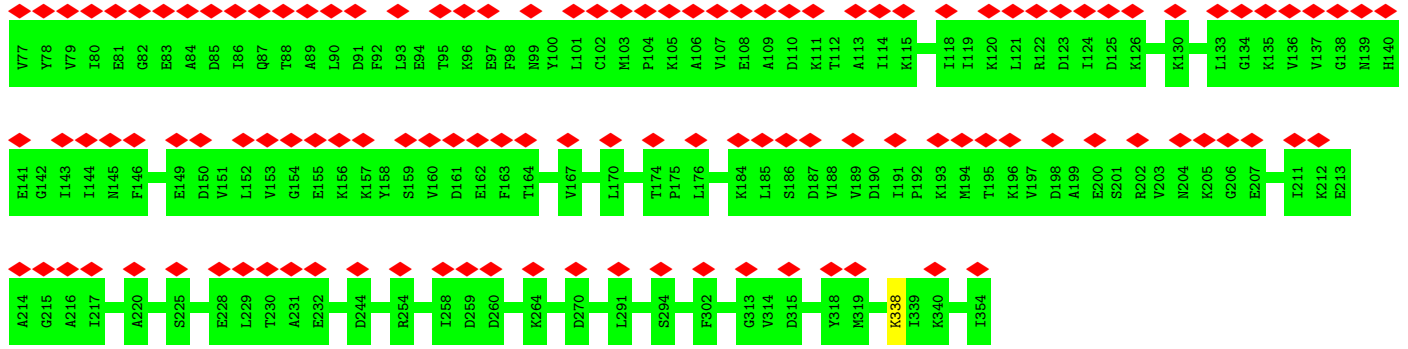 V77 Y78 V79 I80 E81 G82 E83 A84 D85 I86 Q87 T88 A89 L90 D91 F92 L93 E94 T95 K96 E97 F98 N99 Y100 L101 C102 M103 P104 K105 A106 V107 E108 A109 D110 K111 T112 A113 I114 K115 I118 I119 K120 L121 R122 D123 I124 D125 K126 K130 L133 G134 K135 V136 V137 G138 N139 H140
E141 G142 I143 I144 N145 F146 E149 D150 V151 L152 V153 G154 E155 K156 K157 Y158 S159 V160 D161 E162 F163 T164 V167 L170 T174 P175 L176 K184 L185 S186 D187 V188 V189 D190 I191 P192 K193 M194 T195 K196 V197 D198 A199 E200 S201 R202 V203 N204 K205 G206 E207 I211 K212 E213
A214 G215 A216 I217 A220 S225 E228 L229 T230 A231 E232 D244 R254 I258 D259 D260 K264 D270 L291 S294 F302 G313 V314 D315 Y318 M319 K338 I339 K340 I354